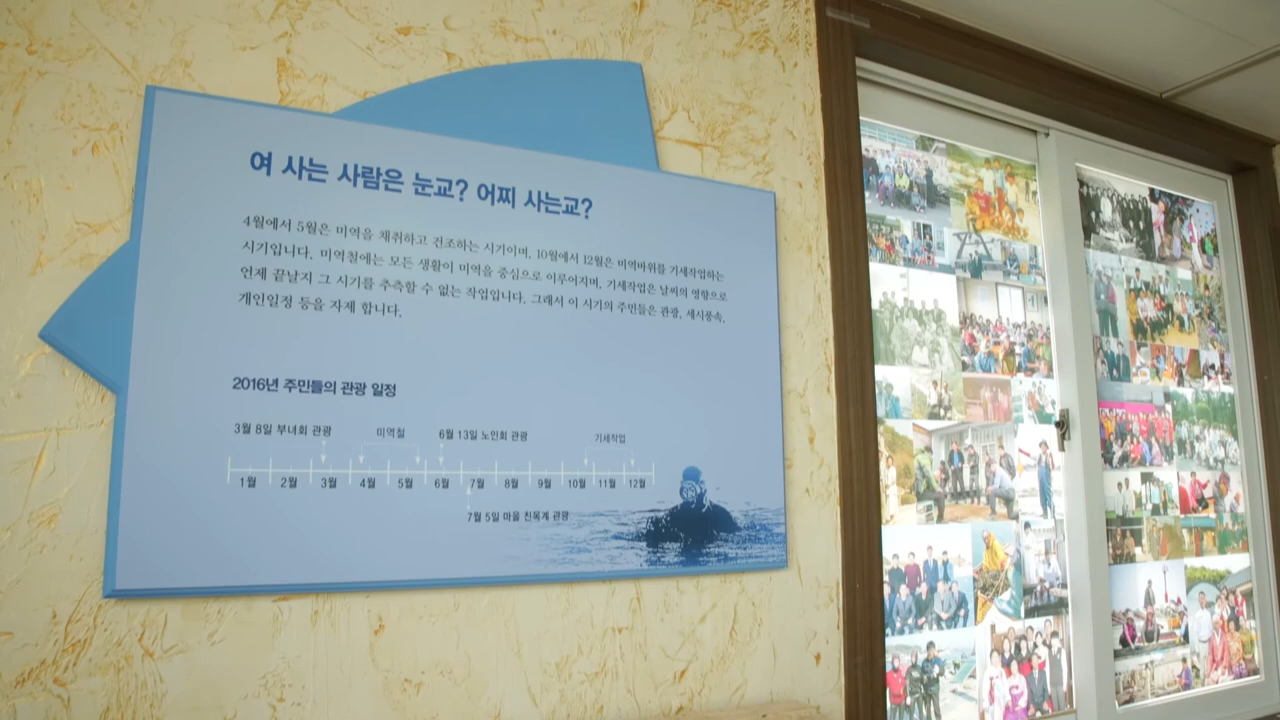 여 사는 사람은 눈교? 어찌 사는교?
4월에서 5월은 미역을 채취하고 건조하는 시기이며, 10월에서 12월은 미역바위를 기세작업하는
시기입니다. 미역철에는 모든 생활이 미역을 중심으로 이루어지며, 기세작업은 날씨의 영향으로
언제 끝날지 그 시기를 추측할 수 없는 작업입니다. 그래서 이 시기의 주민들은 관광, 세시풍속,
개인일정 등을 자제 합니다.
2016년 주민들의 관광 일정
3월 8일 부녀회 관광 미역철 6월 13일 노인회 관광 기세작업
1월 2월 3월 4월 5월 6월 7월 8월 9월 10월 11월 12월
7월 5일 마을 친목계 관광